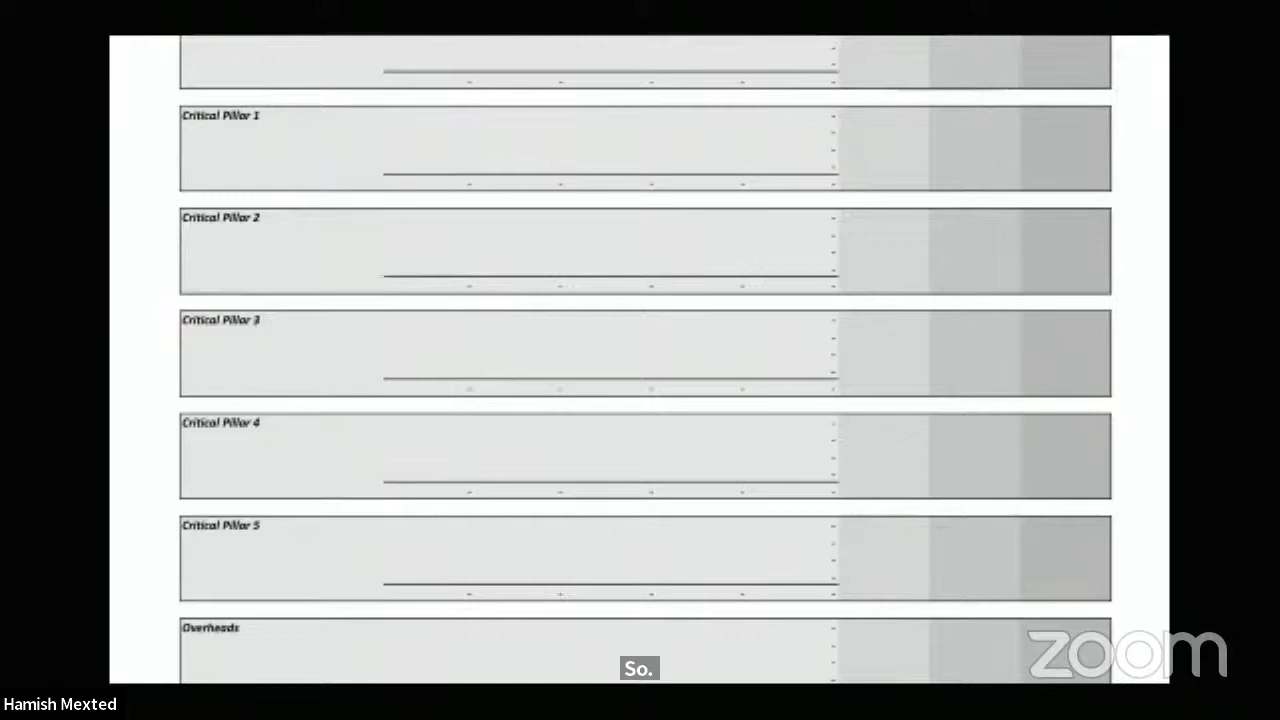 Critical Pillar 1
Critical Pillar 2
Critical Pillar 3
Critical Pillar 4
Critical Pillar 5
Overheads
So.
zoom
Hamish Mexted